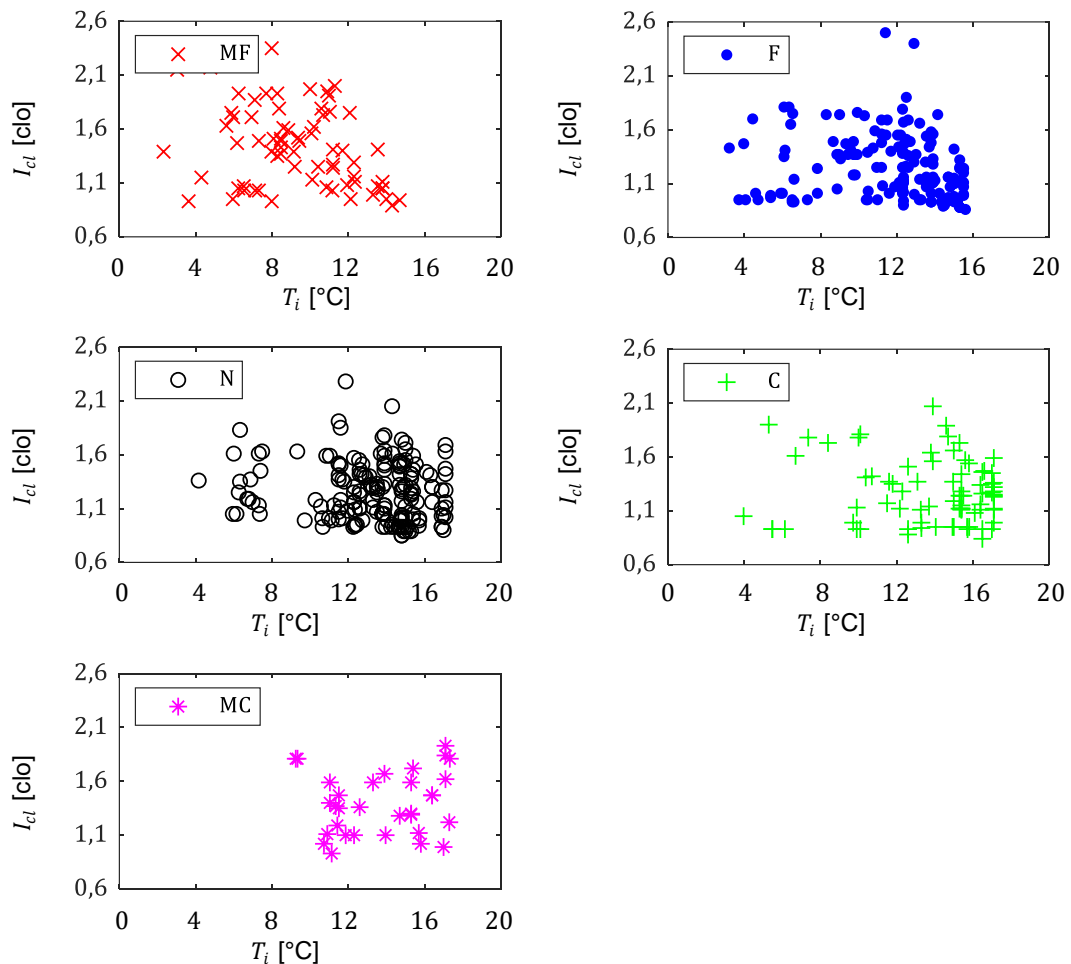 2,6
2,1
1,6
1,1
0,6
I_cl [clo]
MF
0 4 8 12 16 20
T_i [°C]
2,6
2,1
1,6
1,1
0,6
I_cl [clo]
F
0 4 8 12 16 20
T_i [°C]
2,6
2,1
1,6
1,1
0,6
I_cl [clo]
N
0 4 8 12 16 20
T_i [°C]
2,6
2,1
1,6
1,1
0,6
I_cl [clo]
C
0 4 8 12 16 20
T_i [°C]
2,6
2,1
1,6
1,1
0,6
I_cl [clo]
MC
0 4 8 12 16 20
T_i [°C]